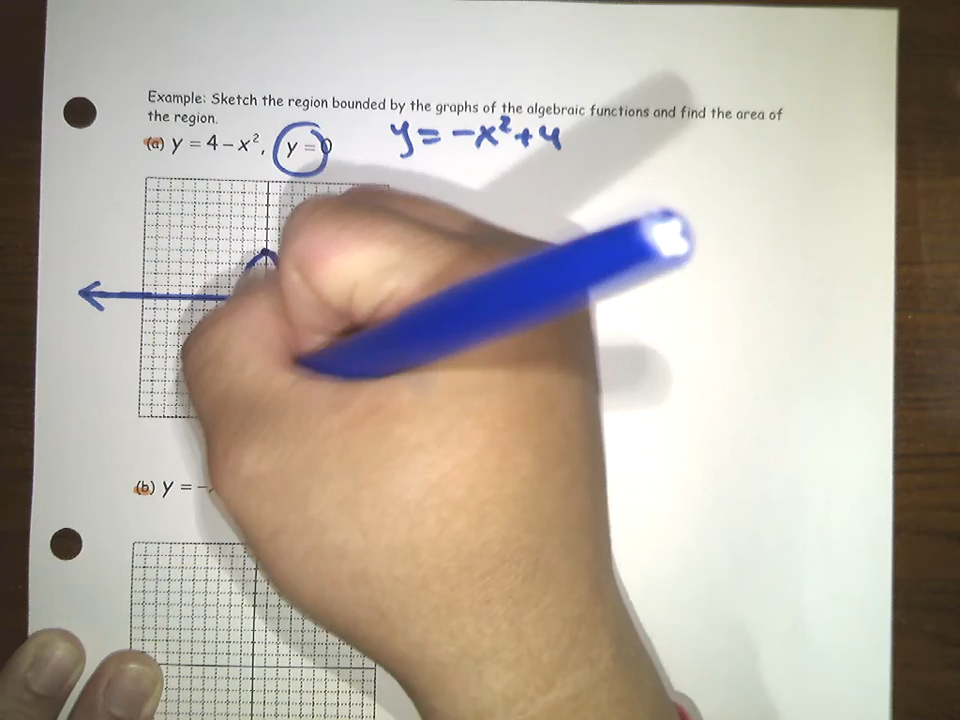 Example: Sketch the region bounded by the graphs of the algebraic functions and find the area of
the region.
(a) y = 4 – x², y = 0 y = -x² + 4
(b) y = –